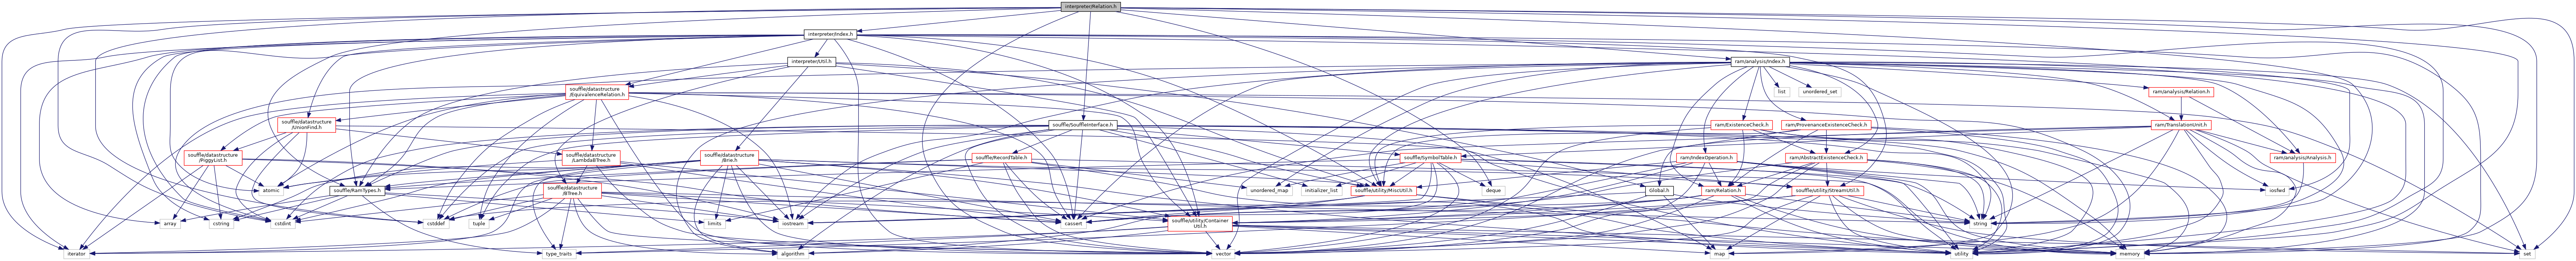 interpreter/Relation.h
interpreter/Index.h
interpreter/Util.h
ram/analysis/Index.h
souffle/datastructure
/EquivalenceRelation.h
list
unordered_set
ram/analysis/Relation.h
souffle/datastructure
/UnionFind.h
souffle/SouffleInterface.h
ram/ExistenceCheck.h
ram/ProvenanceExistenceCheck.h
ram/TranslationUnit.h
souffle/datastructure
/PiggyList.h
souffle/datastructure
/LambdaBTree.h
souffle/datastructure
/Brie.h
souffle/RecordTable.h
souffle/SymbolTable.h
ram/IndexOperation.h
ram/AbstractExistenceCheck.h
ram/analysis/Analysis.h
atomic
souffle/RamTypes.h
souffle/datastructure
/BTree.h
unordered_map
initializer_list
souffle/utility/MiscUtil.h
deque
Global.h
ram/Relation.h
souffle/utility/StreamUtil.h
iosfwd
array
cstring
cstdint
cstddef
tuple
limits
iostream
cassert
souffle/utility/Container
Util.h
string
iterator
type_traits
algorithm
vector
map
utility
memory
set